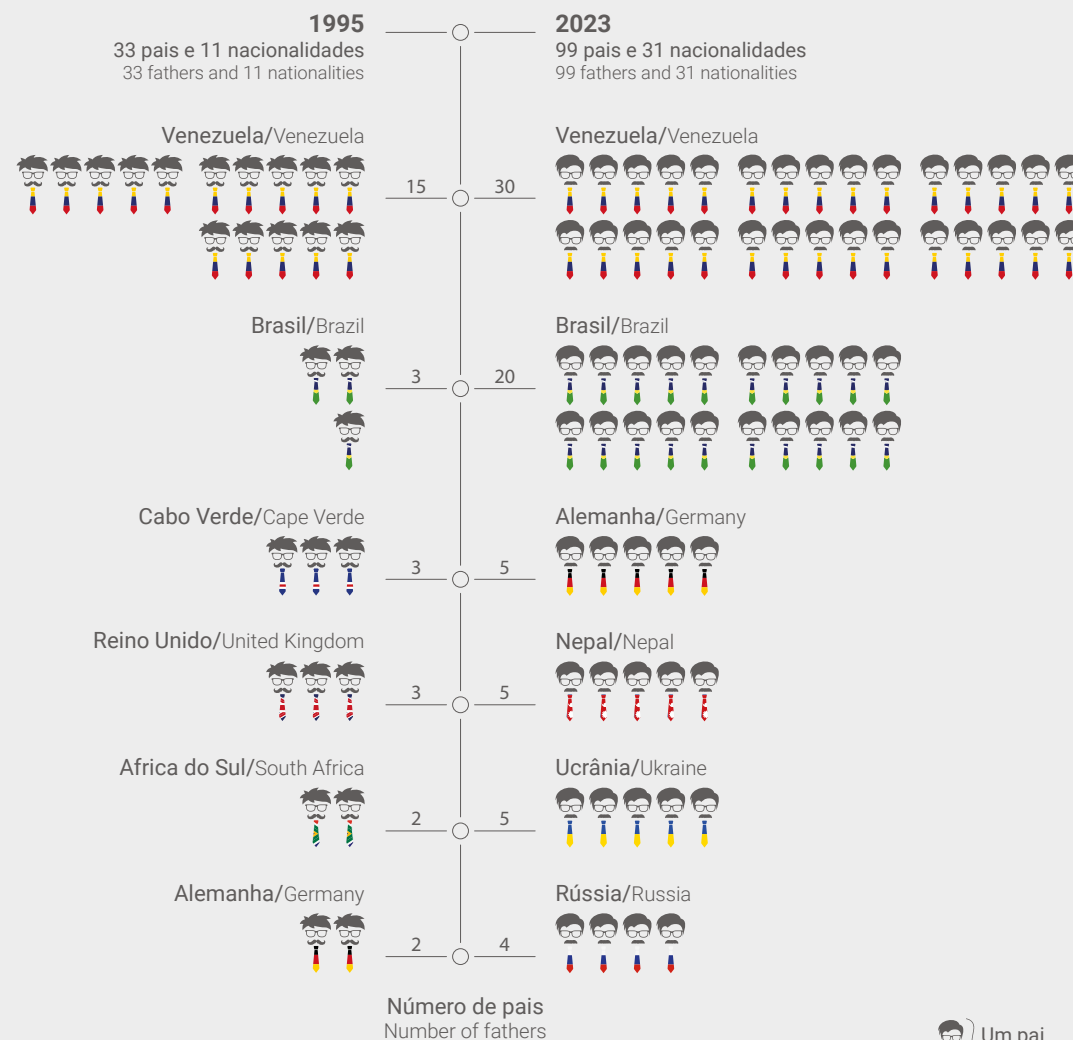 1995
33 pais e 11 nacionalidades
33 fathers and 11 nationalities
2023
99 pais e 31 nacionalidades
99 fathers and 31 nationalities
Venezuela/Venezuela
15
30
Venezuela/Venezuela
Brasil/Brazil
3
20
Brasil/Brazil
Cabo Verde/Cape Verde
3
5
Alemanha/Germany
Reino Unido/United Kingdom
3
5
Nepal/Nepal
Africa do Sul/South Africa
2
5
Ucrânia/Ukraine
Alemanha/Germany
2
4
Rússia/Russia
Número de pais
Number of fathers
Um pai